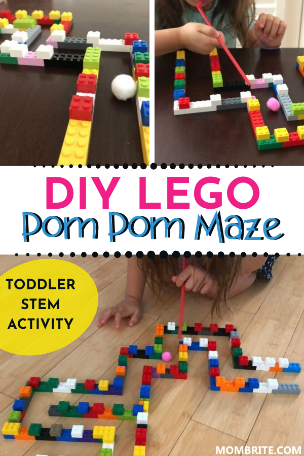 DIY LEGO
Pom Pom Maze
TODDLER
STEM
ACTIVITY
MOMBRITE.COM